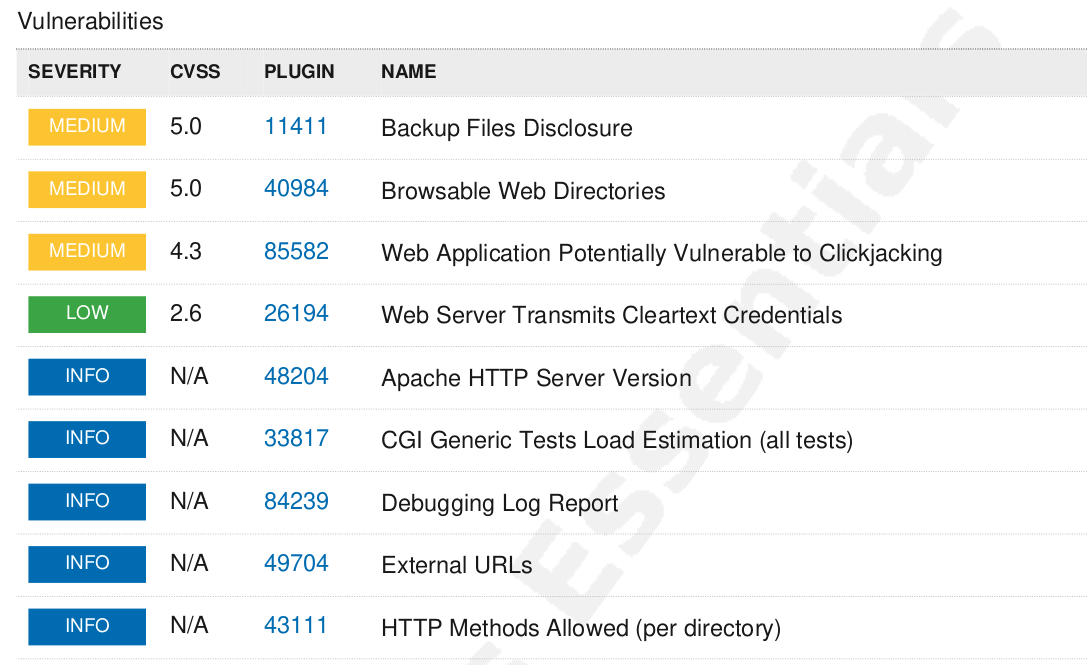 Vulnerabilities
SEVERITY CVSS PLUGIN NAME
MEDIUM 5.0 11411 Backup Files Disclosure
MEDIUM 5.0 40984 Browsable Web Directories
MEDIUM 4.3 85582 Web Application Potentially Vulnerable to Clickjacking
LOW 2.6 26194 Web Server Transmits Cleartext Credentials
INFO N/A 48204 Apache HTTP Server Version
INFO N/A 33817 CGI Generic Tests Load Estimation (all tests)
INFO N/A 84239 Debugging Log Report
INFO N/A 49704 External URLs
INFO N/A 43111 HTTP Methods Allowed (per directory)
Essentials